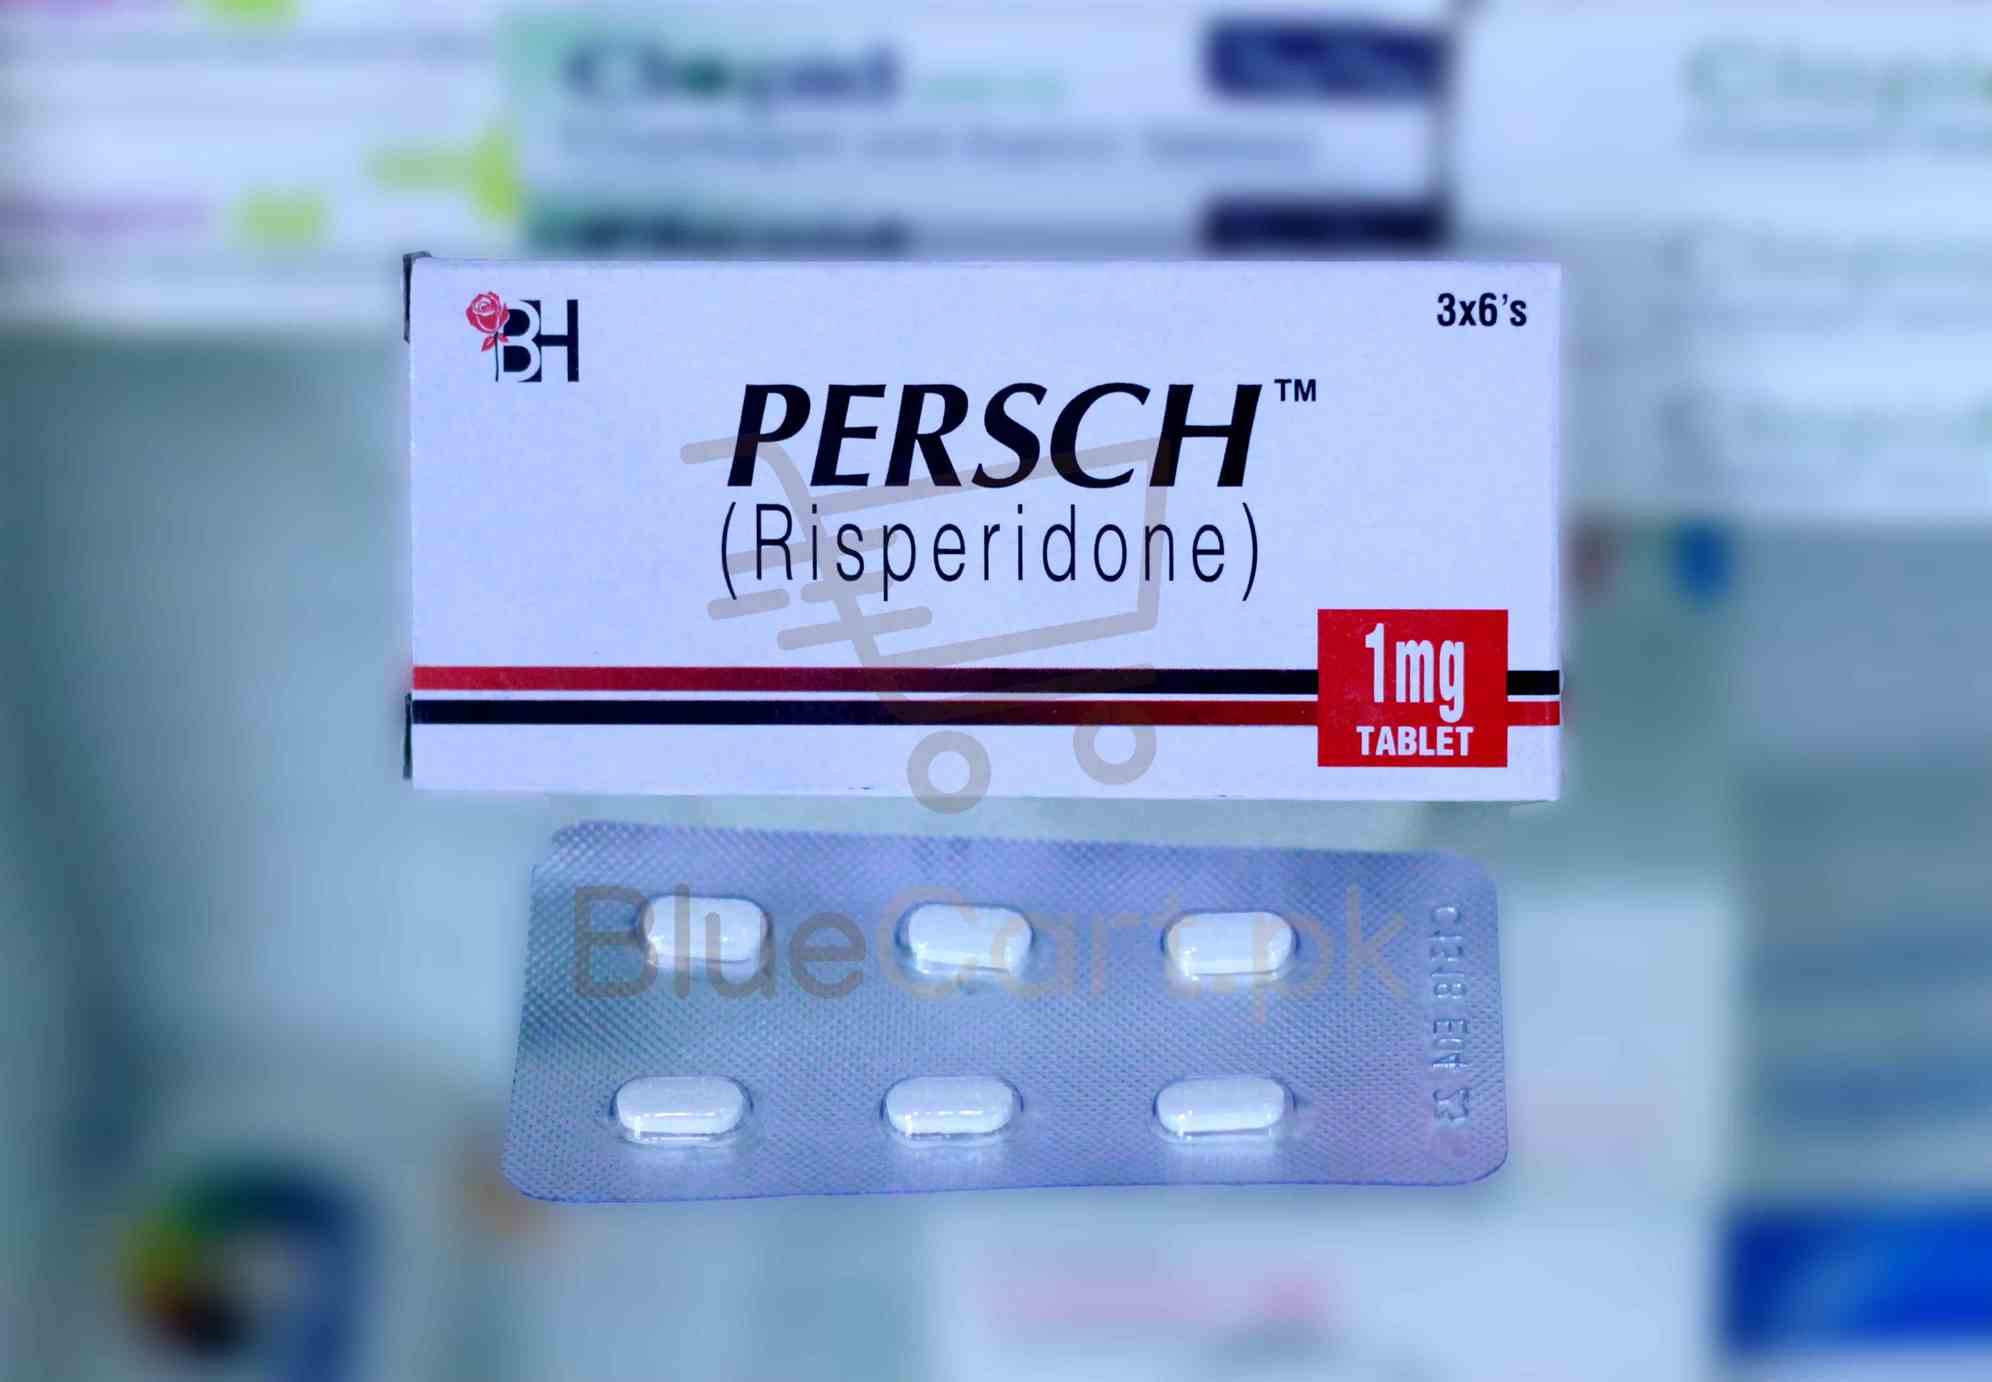 BH
3x6's
PERSCH™
(Risperidone)
1mg
TABLET
BlueCart.pk